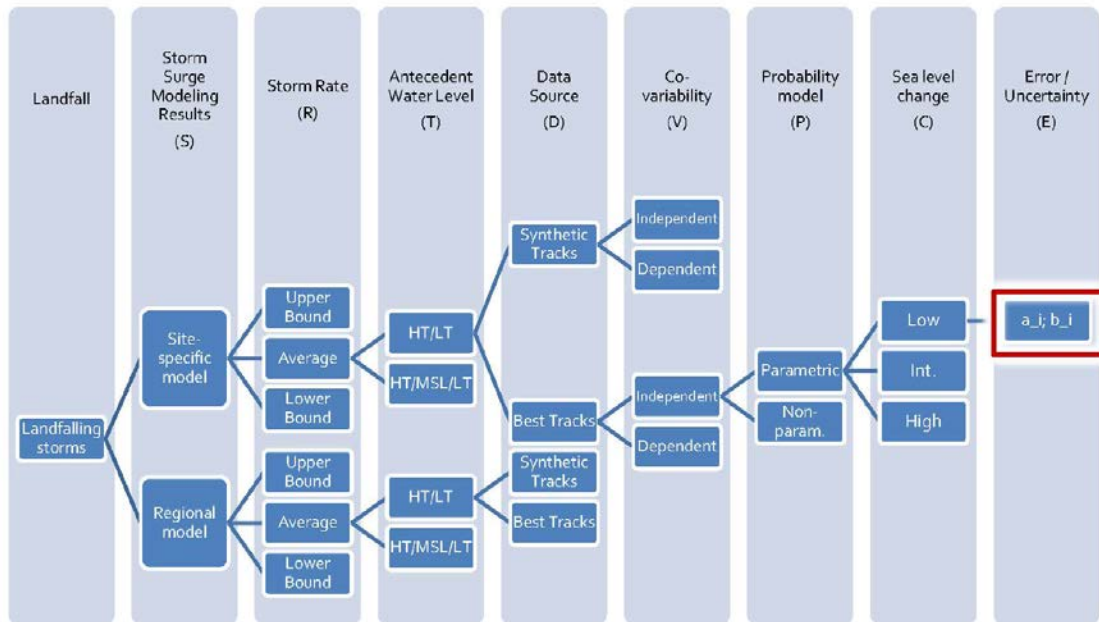 Landfall
Storm
Surge
Modeling
Results
(S)
Storm Rate
(R)
Antecedent
Water Level
(T)
Data
Source
(D)
Co-
variability
(V)
Probability
model
(P)
Sea level
change
(C)
Error /
Uncertainty
(E)
Landfalling
storms
Site-
specific
model
Regional
model
Upper
Bound
Average
Lower
Bound
Upper
Bound
Average
Lower
Bound
HT/LT
HT/MSL/LT
HT/LT
HT/MSL/LT
Synthetic
Tracks
Best Tracks
Synthetic
Tracks
Best Tracks
Independent
Dependent
Independent
Dependent
Parametric
Non-
param.
Low
Int.
High
a_i; b_i